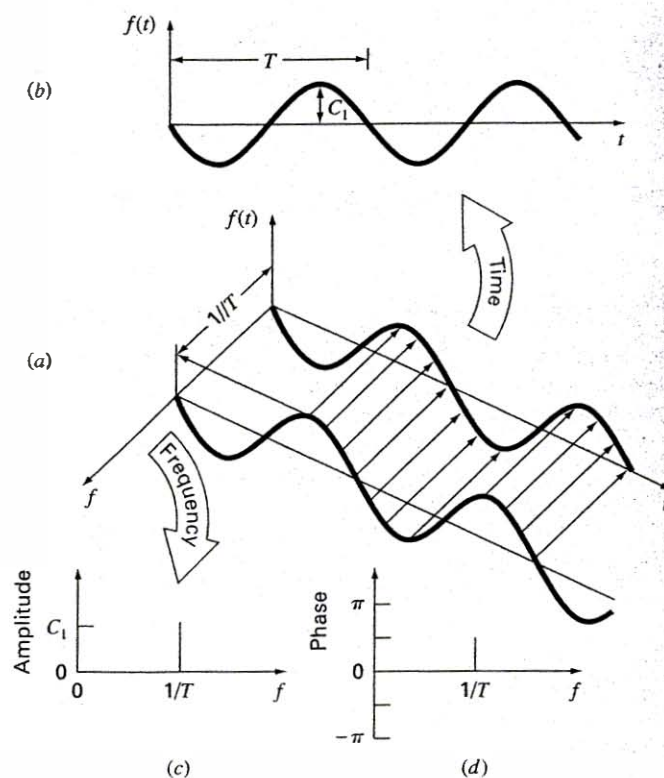 f(t)
T
(b)
C₁
t
f(t)
Time
1//T
(a)
f
Frequency
Amplitude
C₁
0
0
1/T
f
Phase
π
0
−π
1/T
f
(c)
(d)